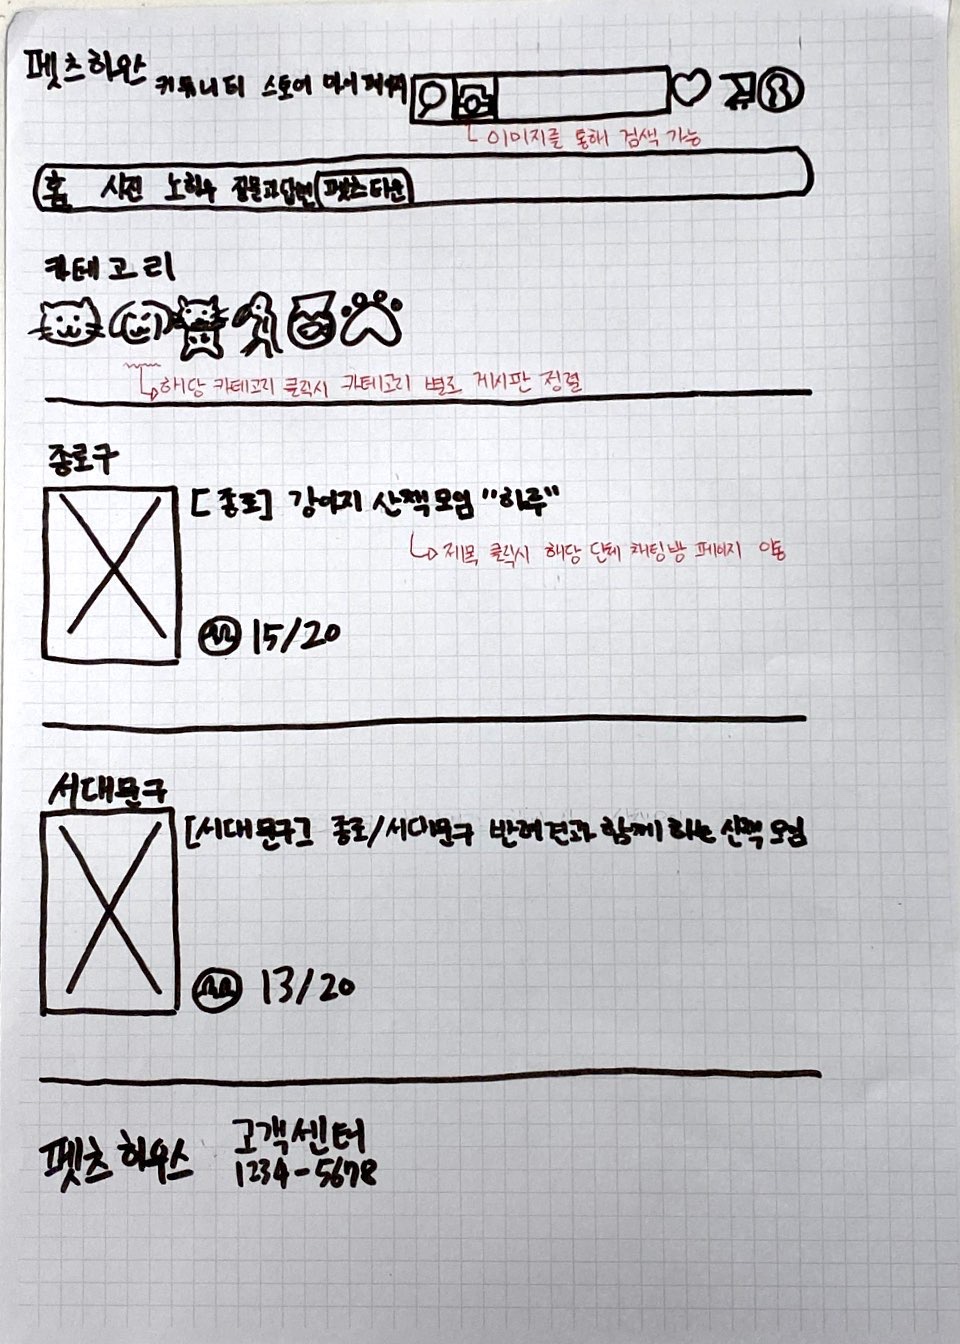 펫츠하우스 커뮤니티 스토어 마이페이지
이미지를 통해 검색 가능
홈 사진 노하우 질문과답변 펫츠타운
카테고리
해당 카테고리 클릭시 카테고리 별로 게시판 정렬
종로구
[종로] 강아지 산책모임 "하루"
제목 클릭시 해당 단체 채팅방 페이지 이동
15/20
서대문구
[서대문구] 종로/서대문구 반려견과 함께하는 산책 모임
13/20
펫츠 하우스 고객센터
1234-5678